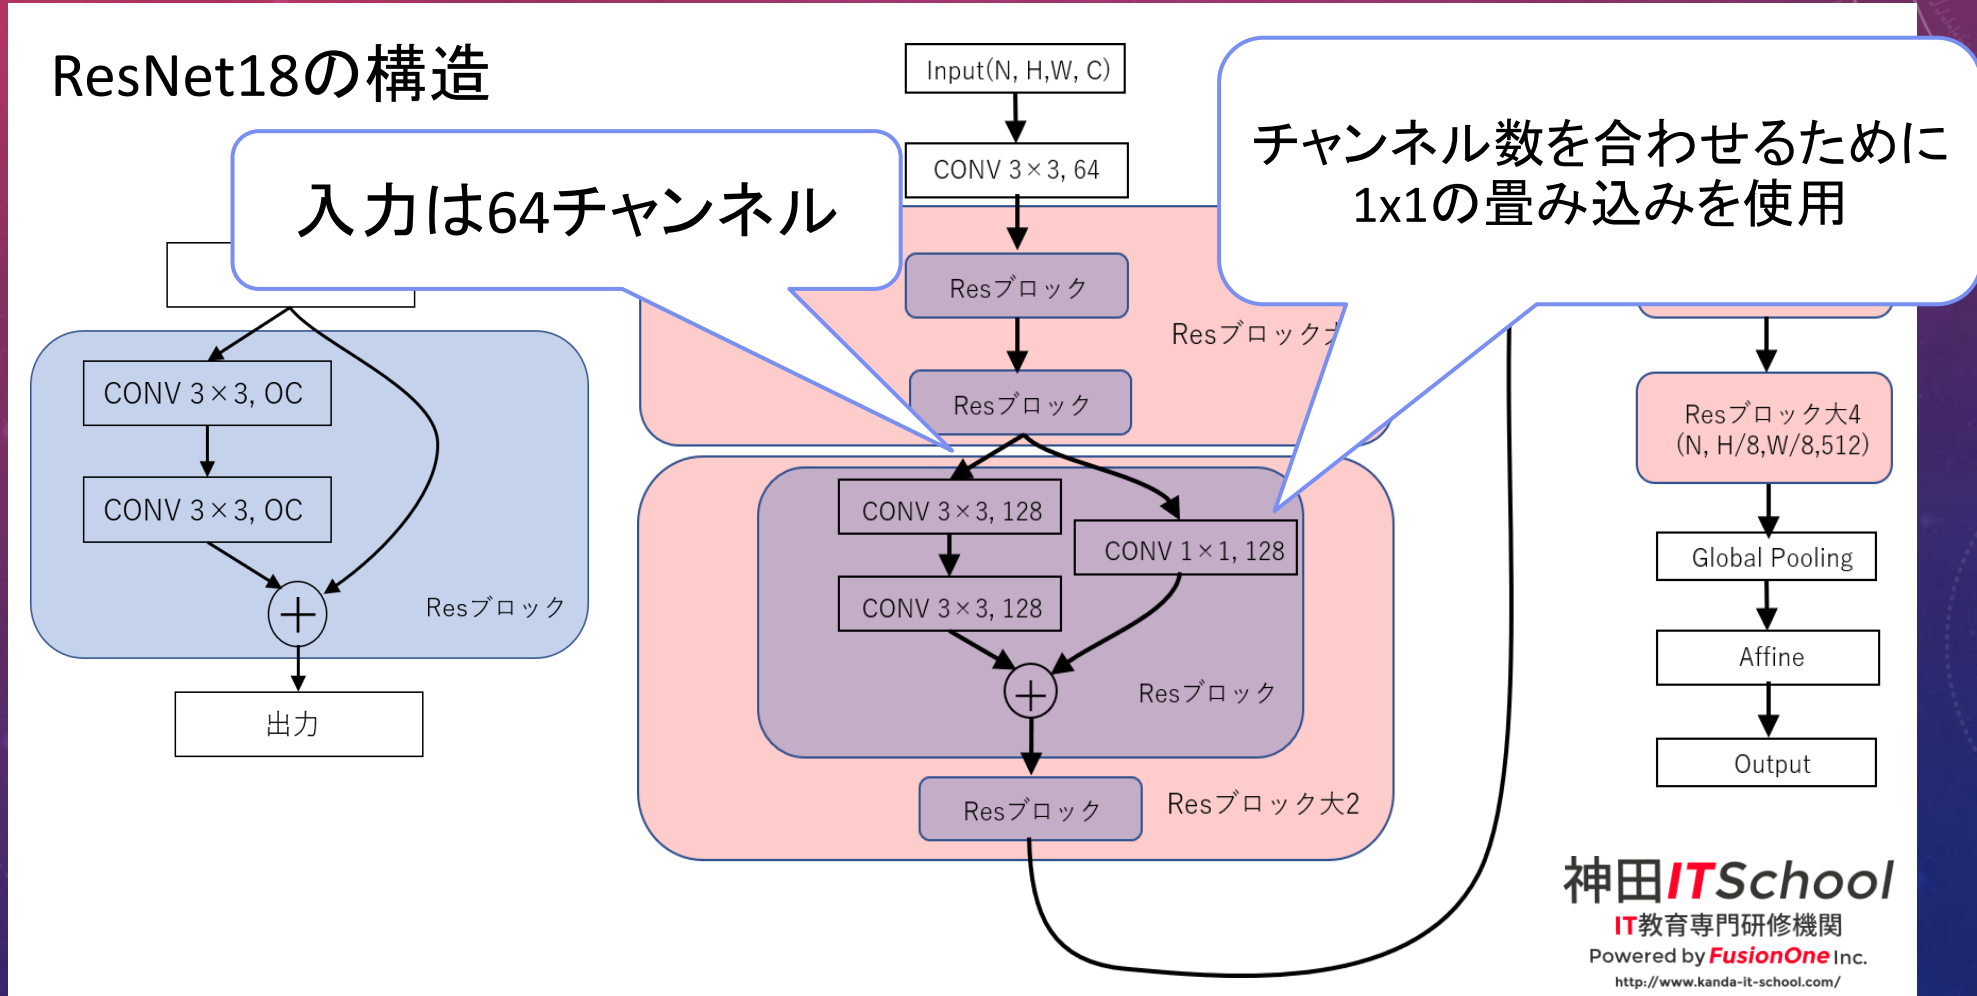 ResNet18の構造
Input(N, H,W, C)
CONV 3×3, 64
入力は64チャンネル
チャンネル数を合わせるために
1x1の畳み込みを使用
Resブロック
Resブロック
Resブロック
CONV 3×3, OC
CONV 3×3, OC
Resブロック
出力
CONV 3×3, 128
CONV 1×1, 128
CONV 3×3, 128
Resブロック
Resブロック
Resブロック大2
Resブロック大4
(N, H/8,W/8,512)
Global Pooling
Affine
Output
神田ITSchool
IT教育専門研修機関
Powered by FusionOne Inc.
http://www.kanda-it-school.com/